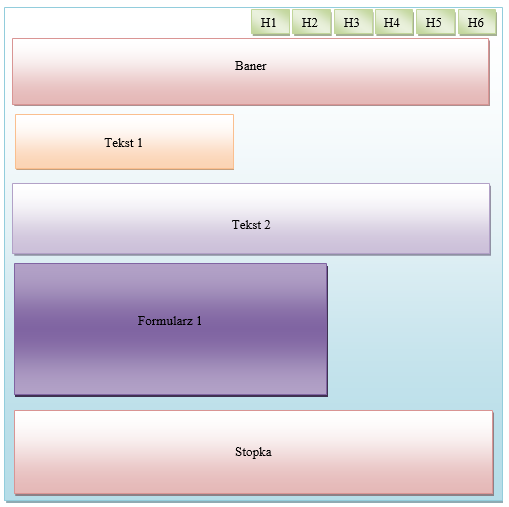 H1 H2 H3 H4 H5 H6
Baner
Tekst 1
Tekst 2
Formularz 1
Stopka